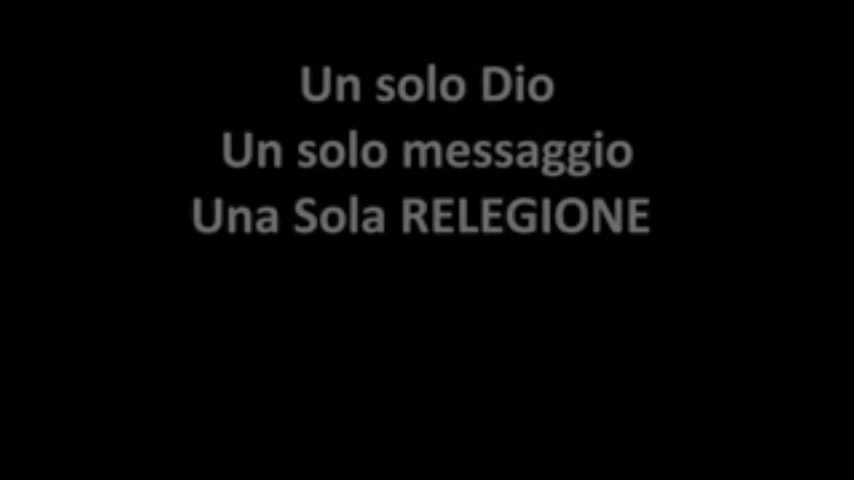 Un solo Dio
Un solo messaggio
Una Sola RELEGIONE